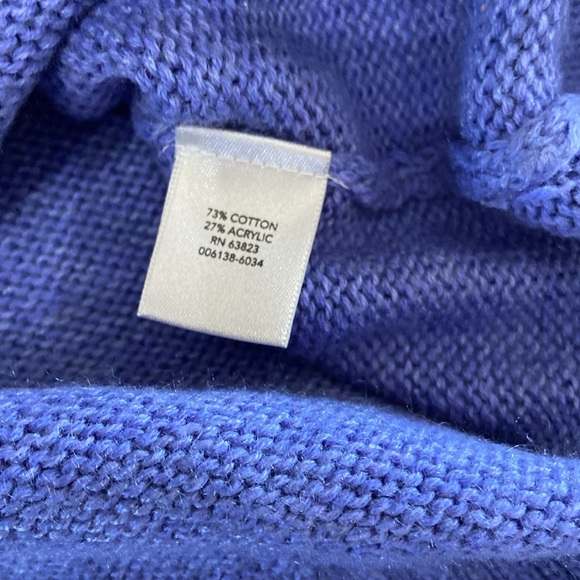 73% COTTON
27% ACRYLIC
RN 63823
006138-6034